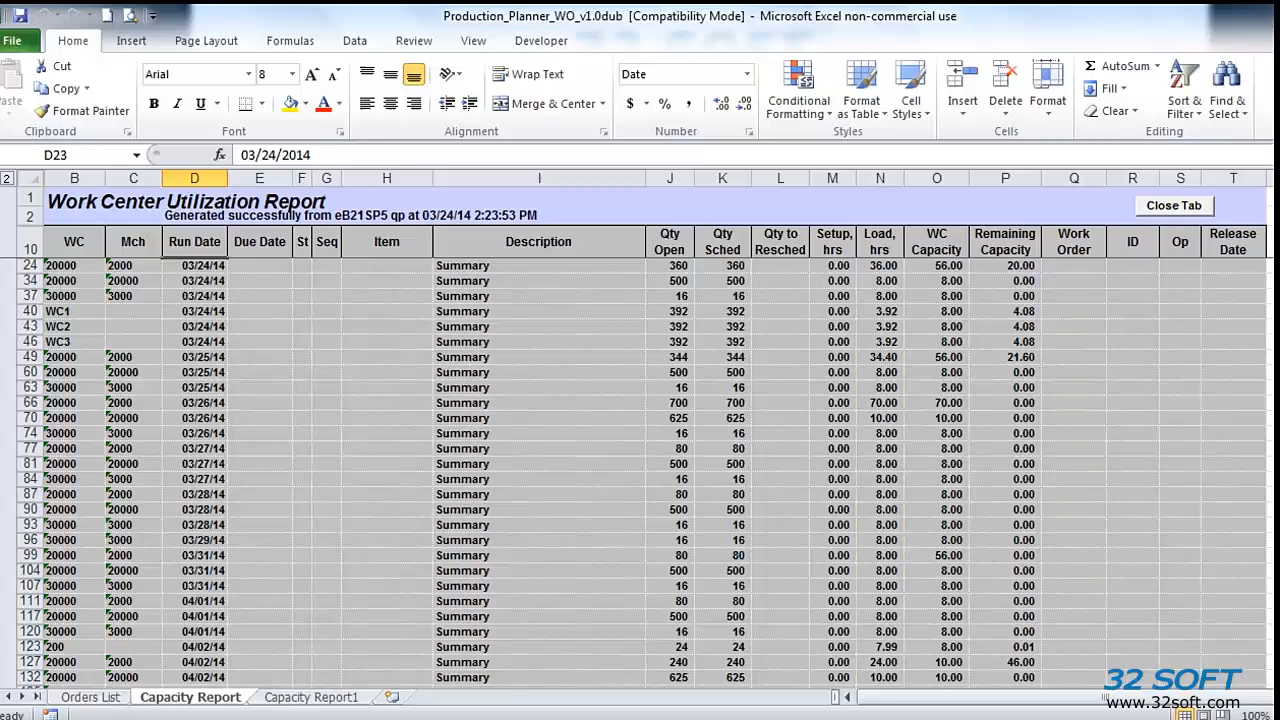 Production_Planner_WO_v1.0dub [Compatibility Mode] - Microsoft Excel non-commercial use
File Home Insert Page Layout Formulas Data Review View Developer
Cut
Copy
Format Painter
Clipboard
Arial 8
B I U
Font
Wrap Text
Merge & Center
Alignment
Date
$ % ,
Number
Conditional Formatting
Format as Table
Cell Styles
Styles
Insert
Delete
Format
Cells
Σ AutoSum
Fill
Clear
Sort & Filter
Find & Select
Editing
D23 fx 03/24/2014
2 B C D E F G H I J K L M N O P Q R S T
1 Work Center Utilization Report
Close Tab
2 Generated successfully from eB21SP5 qp at 03/24/14 2:23:53 PM
10 WC Mch Run Date Due Date St Seq Item Description Qty Open Qty Sched Qty to Resched Setup, hrs Load, hrs WC Capacity Remaining Capacity Work Order ID Op Release Date
24 20000 2000 03/24/14 Summary 360 360 0.00 36.00 56.00 20.00
34 20000 20000 03/24/14 Summary 500 500 0.00 8.00 8.00 0.00
37 30000 3000 03/24/14 Summary 16 16 0.00 8.00 8.00 0.00
40 WC1 03/24/14 Summary 392 392 0.00 3.92 8.00 4.08
43 WC2 03/24/14 Summary 392 392 0.00 3.92 8.00 4.08
46 WC3 03/24/14 Summary 392 392 0.00 3.92 8.00 4.08
49 20000 2000 03/25/14 Summary 344 344 0.00 34.40 56.00 21.60
60 20000 20000 03/25/14 Summary 500 500 0.00 8.00 8.00 0.00
63 30000 3000 03/25/14 Summary 16 16 0.00 8.00 8.00 0.00
66 20000 2000 03/26/14 Summary 700 700 0.00 70.00 70.00 0.00
70 20000 20000 03/26/14 Summary 625 625 0.00 10.00 10.00 0.00
74 30000 3000 03/26/14 Summary 16 16 0.00 8.00 8.00 0.00
77 20000 2000 03/27/14 Summary 80 80 0.00 8.00 8.00 0.00
81 20000 20000 03/27/14 Summary 500 500 0.00 8.00 8.00 0.00
84 30000 3000 03/27/14 Summary 16 16 0.00 8.00 8.00 0.00
87 20000 2000 03/28/14 Summary 80 80 0.00 8.00 8.00 0.00
90 20000 20000 03/28/14 Summary 500 500 0.00 8.00 8.00 0.00
93 30000 3000 03/28/14 Summary 16 16 0.00 8.00 8.00 0.00
96 30000 3000 03/29/14 Summary 16 16 0.00 8.00 8.00 0.00
99 20000 2000 03/31/14 Summary 80 80 0.00 8.00 56.00 0.00
104 20000 20000 03/31/14 Summary 500 500 0.00 8.00 8.00 0.00
107 30000 3000 03/31/14 Summary 16 16 0.00 8.00 8.00 0.00
111 20000 2000 04/01/14 Summary 80 80 0.00 8.00 8.00 0.00
117 20000 20000 04/01/14 Summary 500 500 0.00 8.00 8.00 0.00
120 30000 3000 04/01/14 Summary 16 16 0.00 8.00 8.00 0.00
123 200 04/02/14 Summary 24 24 0.00 7.99 8.00 0.01
127 20000 2000 04/02/14 Summary 240 240 0.00 24.00 10.00 46.00
132 20000 20000 04/02/14 Summary 625 625 0.00 10.00 10.00 0.00
Orders List Capacity Report Capacity Report1
32 SOFT
www.32soft.com
100%